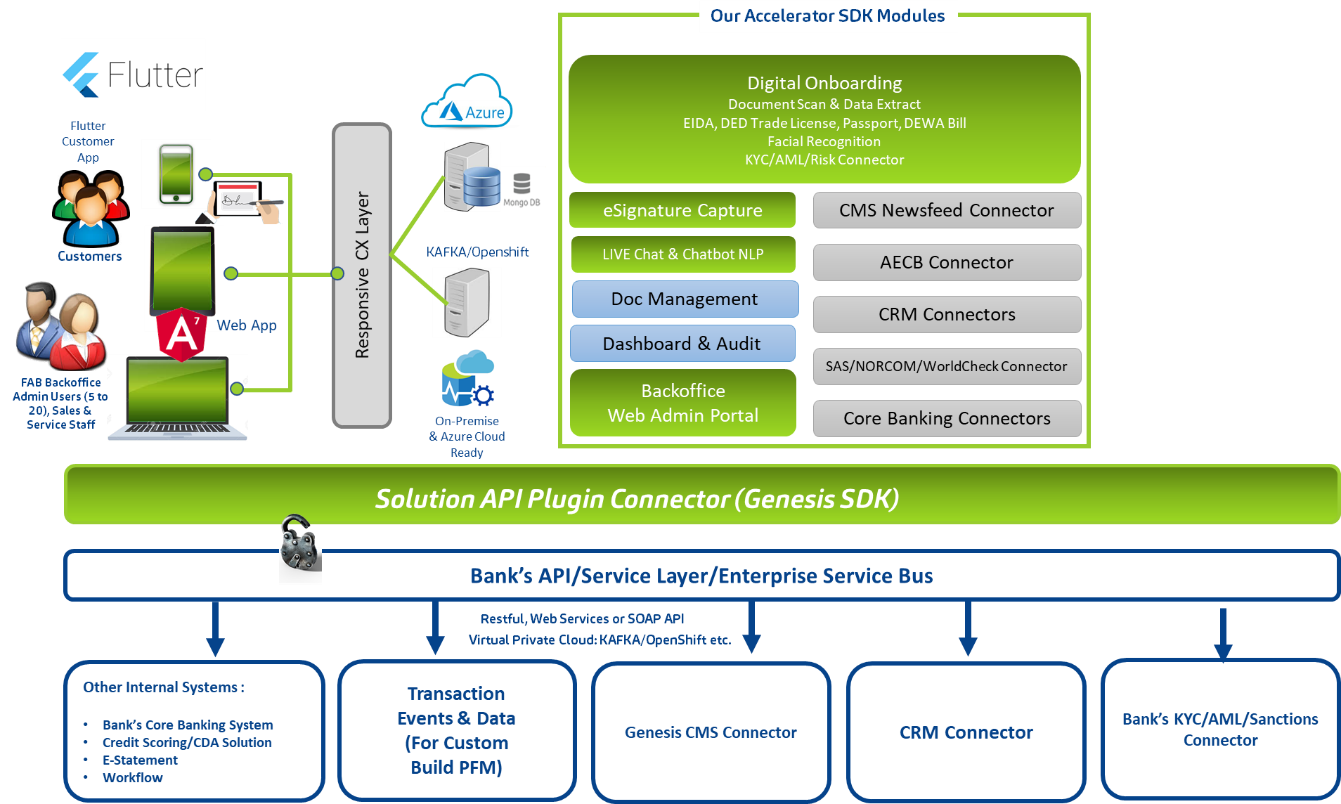 Our Accelerator SDK Modules
Flutter
Flutter
Customer
App
Customers
FAB Backoffice
Admin Users (5 to
20), Sales &
Service Staff
A7
Web App
Responsive CX Layer
Azure
Mongo DB
KAFKA/Openshift
On-Premise
& Azure Cloud
Ready
Digital Onboarding
Document Scan & Data Extract
EIDA, DED Trade License, Passport, DEWA Bill
Facial Recognition
KYC/AML/Risk Connector
eSignature Capture
LIVE Chat & Chatbot NLP
Doc Management
Dashboard & Audit
Backoffice
Web Admin Portal
CMS Newsfeed Connector
AECB Connector
CRM Connectors
SAS/NORCOM/WorldCheck Connector
Core Banking Connectors
Solution API Plugin Connector (Genesis SDK)
Bank's API/Service Layer/Enterprise Service Bus
Restful, Web Services or SOAP API
Virtual Private Cloud: KAFKA/OpenShift etc.
Other Internal Systems :
• Bank's Core Banking System
• Credit Scoring/CDA Solution
• E-Statement
• Workflow
Transaction
Events & Data
(For Custom
Build PFM)
Genesis CMS Connector
CRM Connector
Bank's KYC/AML/Sanctions
Connector